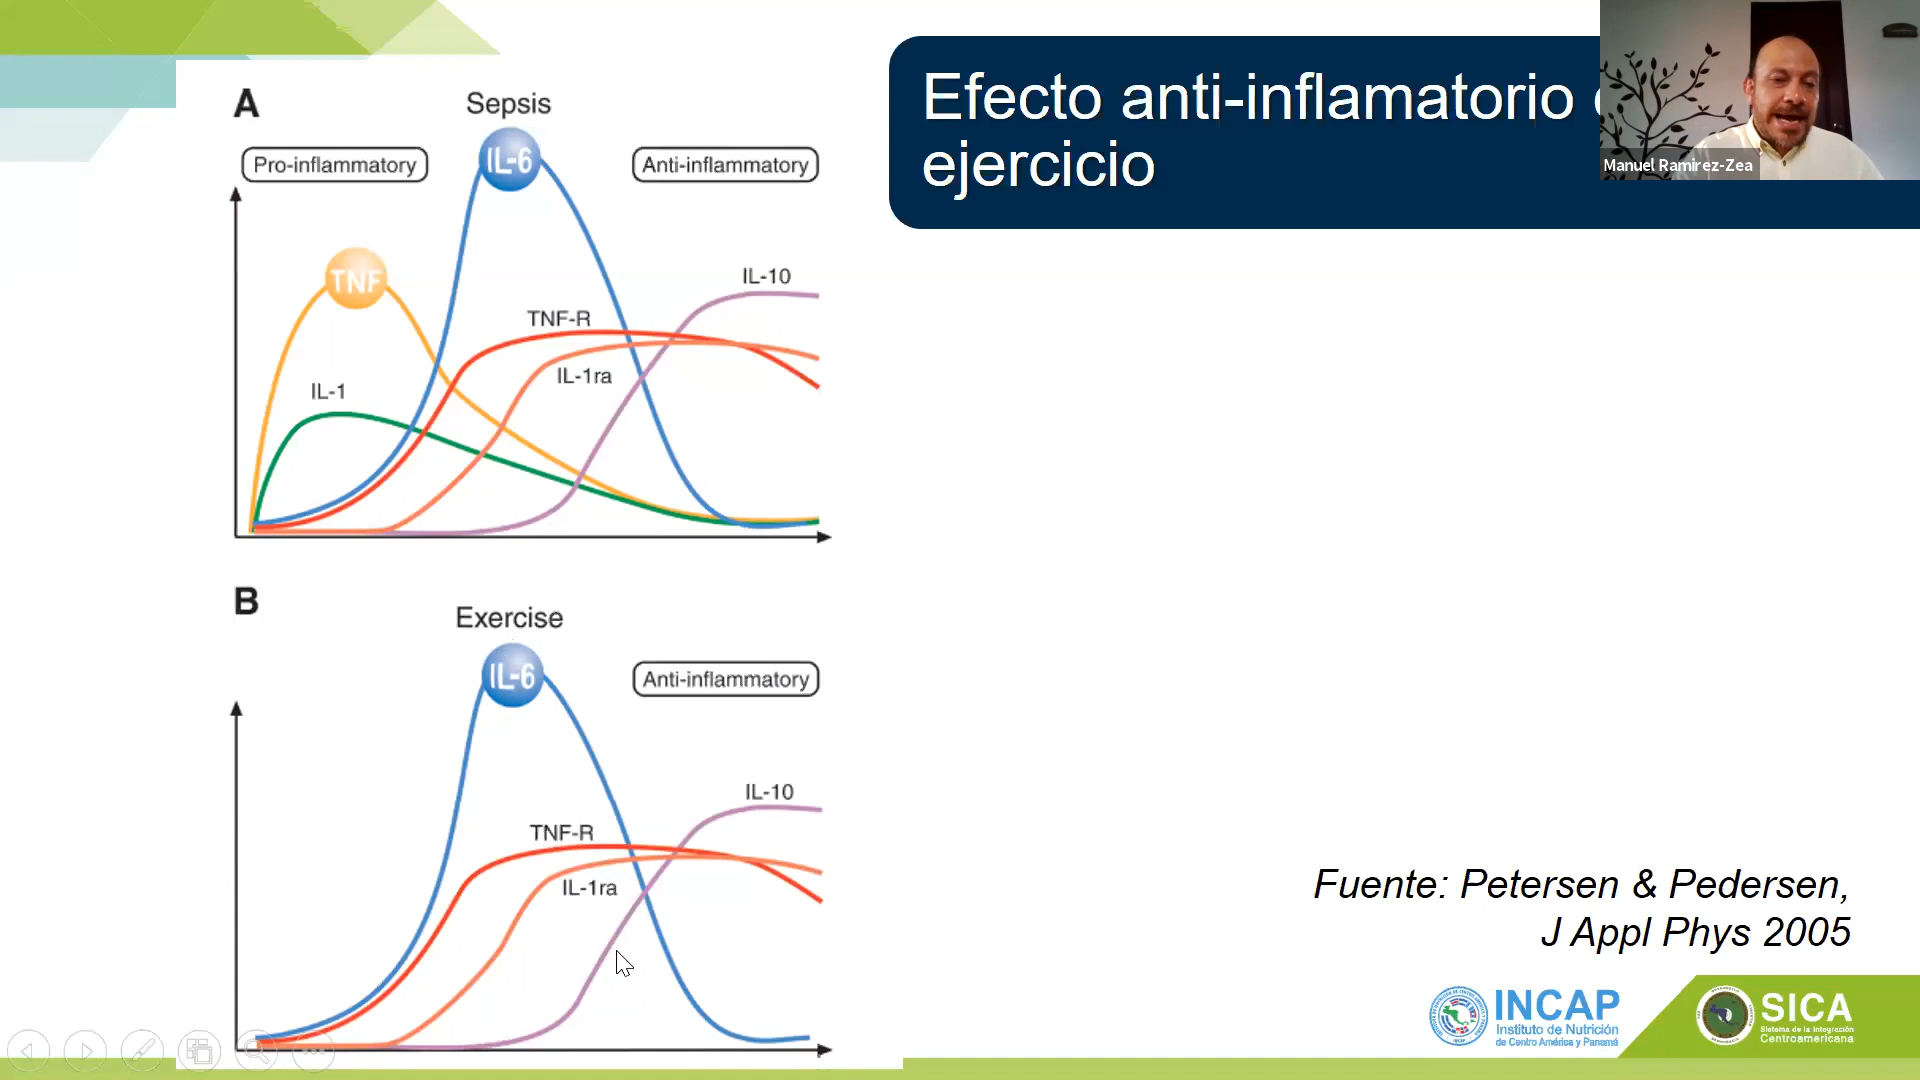 Efecto anti-inflamatorio
ejercicio
Manuel Ramirez-Zea
A
Sepsis
Pro-inflammatory
IL-6
Anti-inflammatory
TNF
IL-10
TNF-R
IL-1ra
IL-1
B
Exercise
IL-6
Anti-inflammatory
IL-10
TNF-R
IL-1ra
Fuente: Petersen & Pedersen,
J Appl Phys 2005
INCAP
Instituto de Nutrición
de Centro América y Panamá
SICA
Sistema de la Integración
Centroamericana